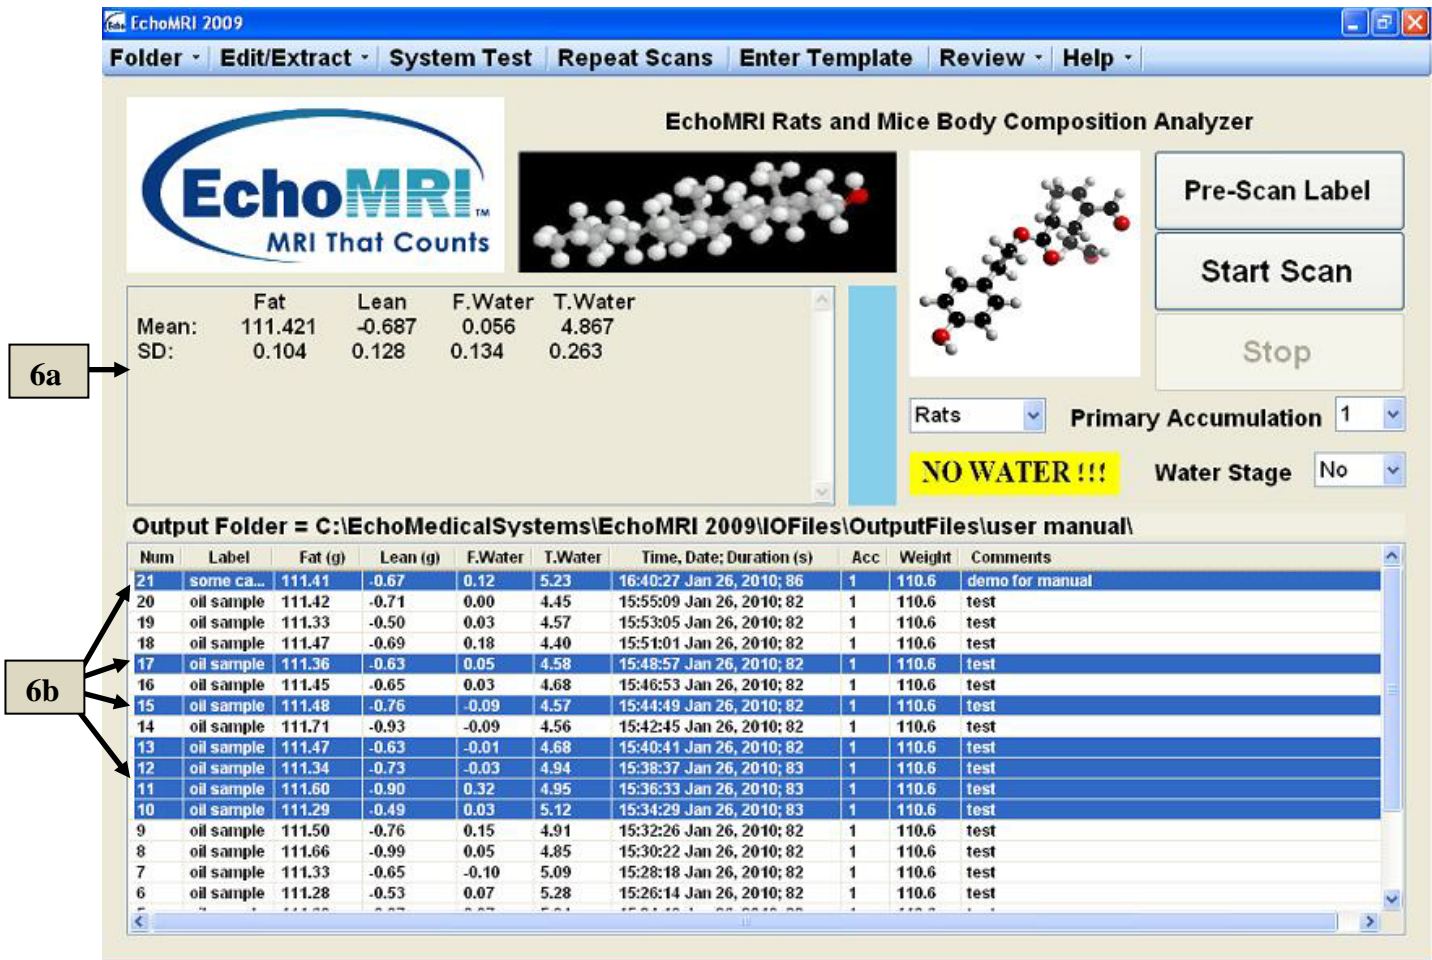 EchoMRI 2009
Folder Edit/Extract System Test Repeat Scans Enter Template Review Help
EchoMRI Rats and Mice Body Composition Analyzer
EchoMRI TM
MRI That Counts
Pre-Scan Label
Start Scan
Stop
Fat Lean F.Water T.Water
Mean: 111.421 -0.687 0.056 4.867
SD: 0.104 0.128 0.134 0.263
6a
Rats Primary Accumulation 1
NO WATER !!! Water Stage No
Output Folder = C:\EchoMedicalSystems\EchoMRI 2009\IOFiles\OutputFiles\user manual\
Num Label Fat (g) Lean (g) F.Water T.Water Time, Date; Duration (s) Acc Weight Comments
21 some ca... 111.41 -0.67 0.12 5.23 16:40:27 Jan 26, 2010; 86 1 110.6 demo for manual
20 oil sample 111.42 -0.71 0.00 4.45 15:55:09 Jan 26, 2010; 82 1 110.6 test
19 oil sample 111.33 -0.50 0.03 4.57 15:53:05 Jan 26, 2010; 82 1 110.6 test
18 oil sample 111.47 -0.69 0.18 4.40 15:51:01 Jan 26, 2010; 82 1 110.6 test
17 oil sample 111.36 -0.63 0.05 4.58 15:48:57 Jan 26, 2010; 82 1 110.6 test
16 oil sample 111.45 -0.65 0.03 4.68 15:46:53 Jan 26, 2010; 82 1 110.6 test
6b
15 oil sample 111.48 -0.76 -0.09 4.57 15:44:49 Jan 26, 2010; 82 1 110.6 test
14 oil sample 111.71 -0.93 -0.09 4.56 15:42:45 Jan 26, 2010; 82 1 110.6 test
13 oil sample 111.47 -0.63 -0.01 4.68 15:40:41 Jan 26, 2010; 82 1 110.6 test
12 oil sample 111.34 -0.73 -0.03 4.94 15:38:37 Jan 26, 2010; 83 1 110.6 test
11 oil sample 111.60 -0.90 0.32 4.95 15:36:33 Jan 26, 2010; 83 1 110.6 test
10 oil sample 111.29 -0.49 0.03 5.12 15:34:29 Jan 26, 2010; 83 1 110.6 test
9 oil sample 111.50 -0.76 0.15 4.91 15:32:26 Jan 26, 2010; 82 1 110.6 test
8 oil sample 111.66 -0.99 0.05 4.85 15:30:22 Jan 26, 2010; 82 1 110.6 test
7 oil sample 111.33 -0.65 -0.10 5.09 15:28:18 Jan 26, 2010; 82 1 110.6 test
6 oil sample 111.28 -0.53 0.07 5.28 15:26:14 Jan 26, 2010; 82 1 110.6 test